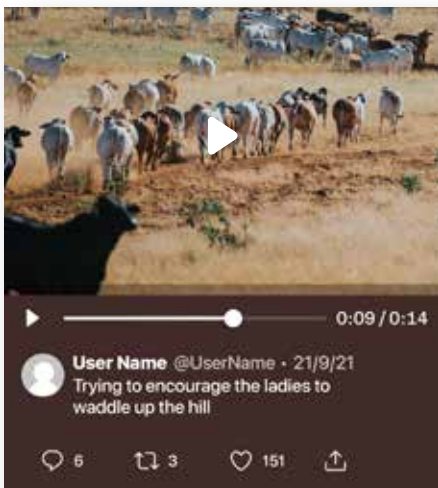 0:09 / 0:14
User Name @UserName • 21/9/21
Trying to encourage the ladies to
waddle up the hill
6 3 151